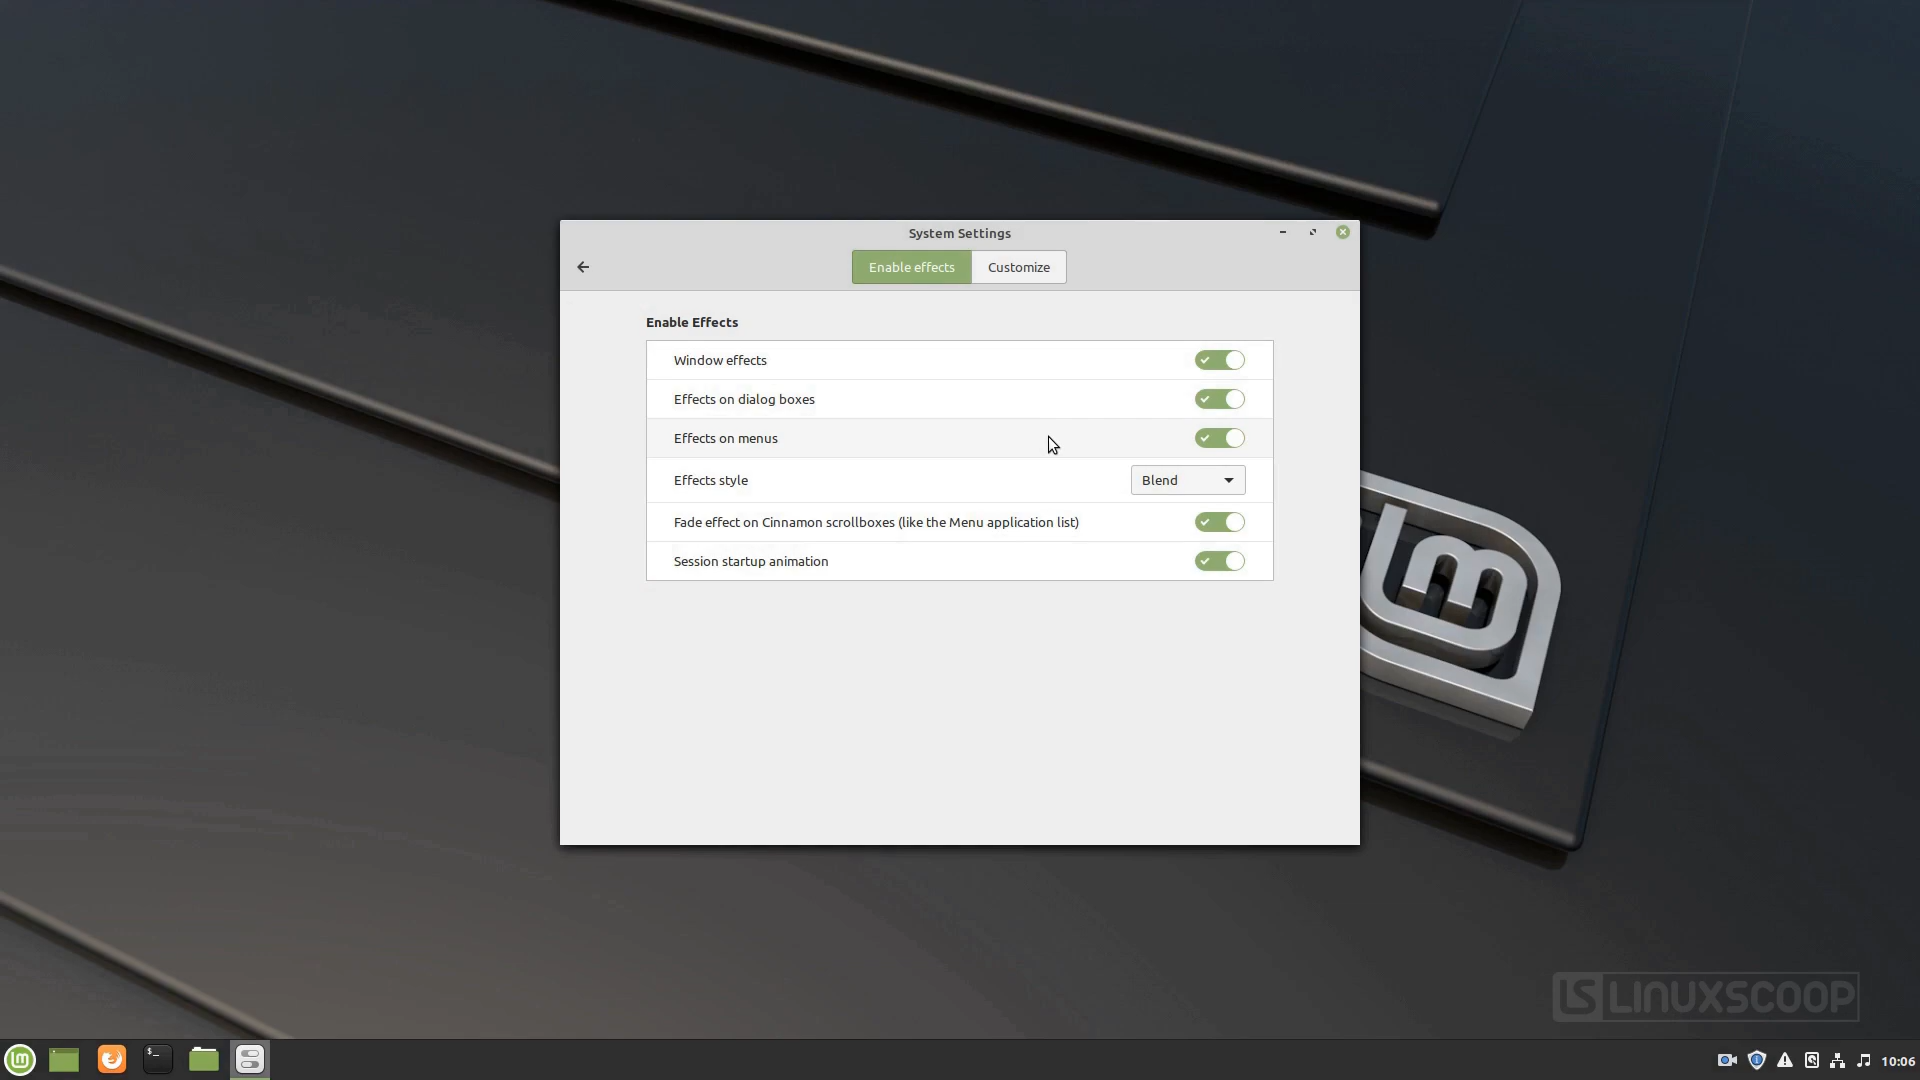 System Settings
Enable effects
Customize
Enable Effects
Window effects
Effects on dialog boxes
Effects on menus
Effects style
Blend
Fade effect on Cinnamon scrollboxes (like the Menu application list)
Session startup animation
LS LINUXSCOOP
10:06